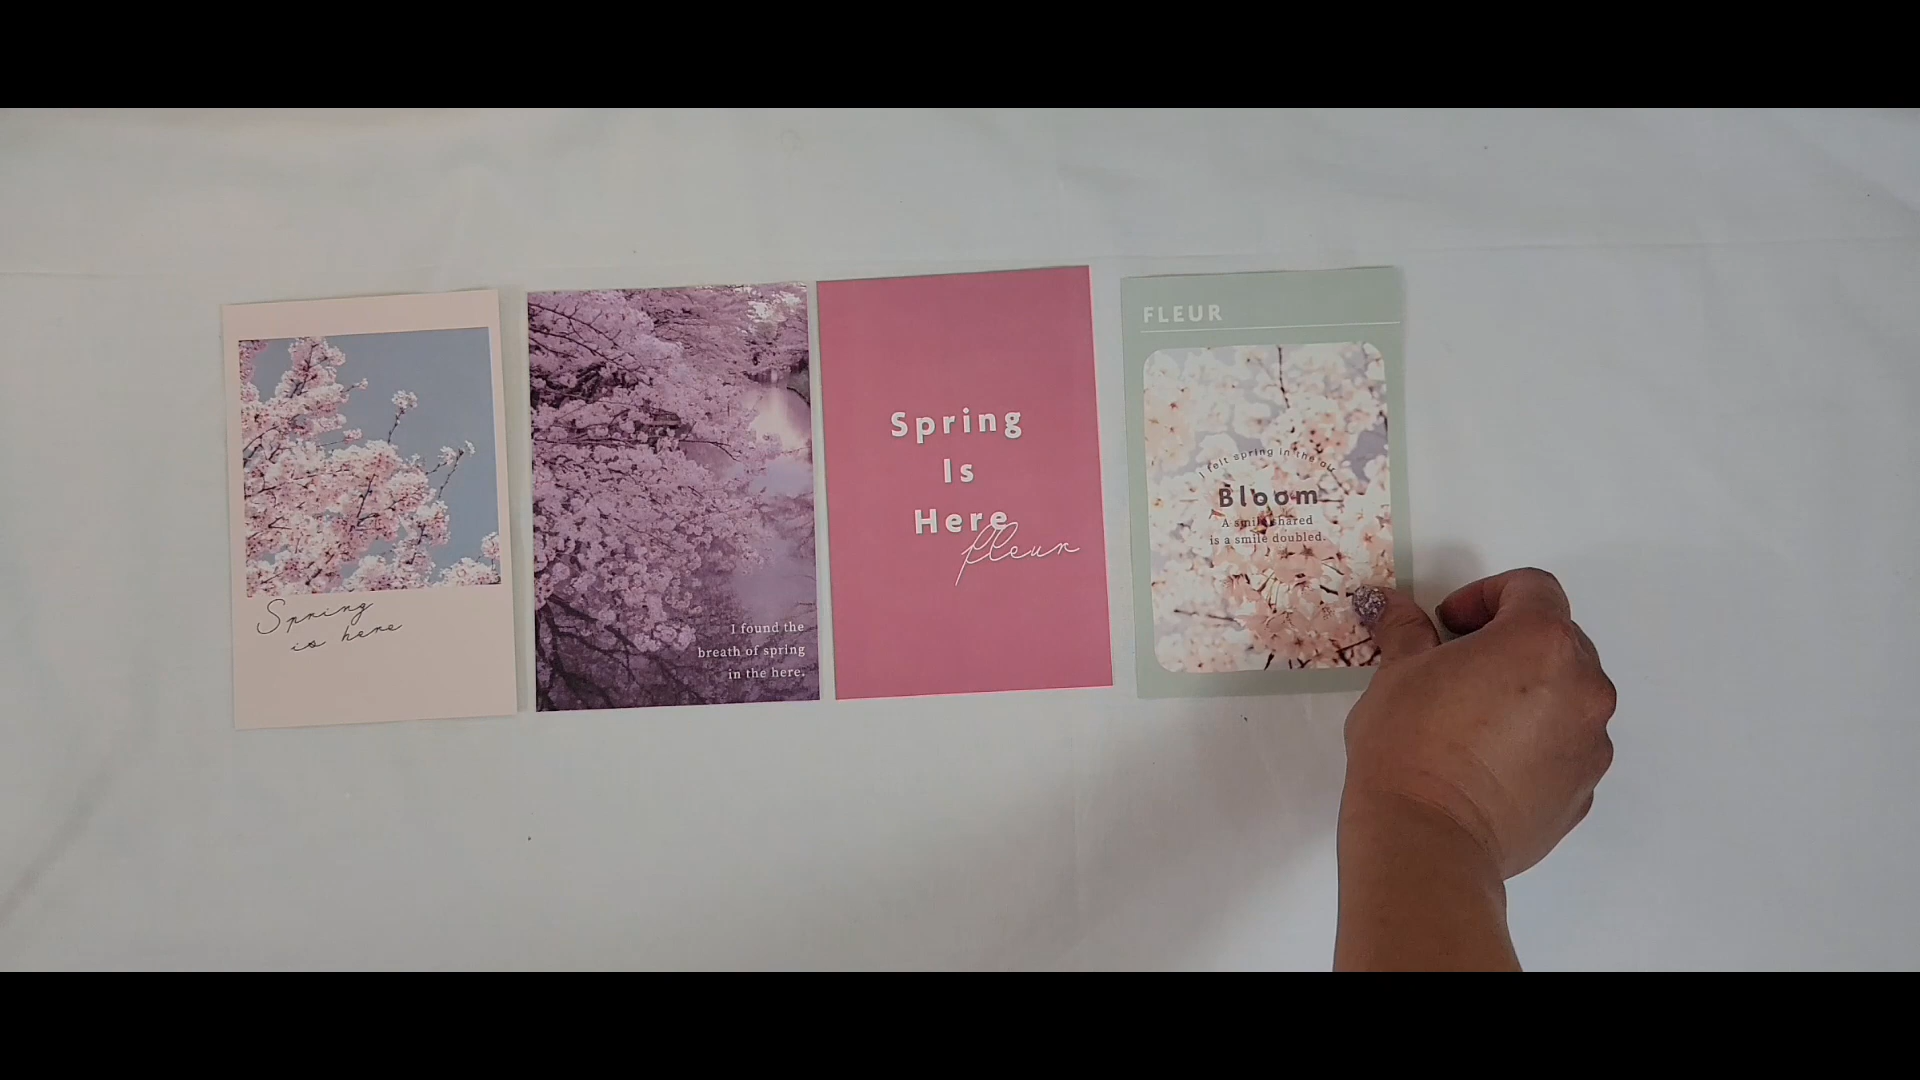 Spring
is here
I found the
breath of spring
in the here.
Spring
Is
Here
fleur
FLEUR
I felt spring in the air
Bloom
A smile shared
is a smile doubled.